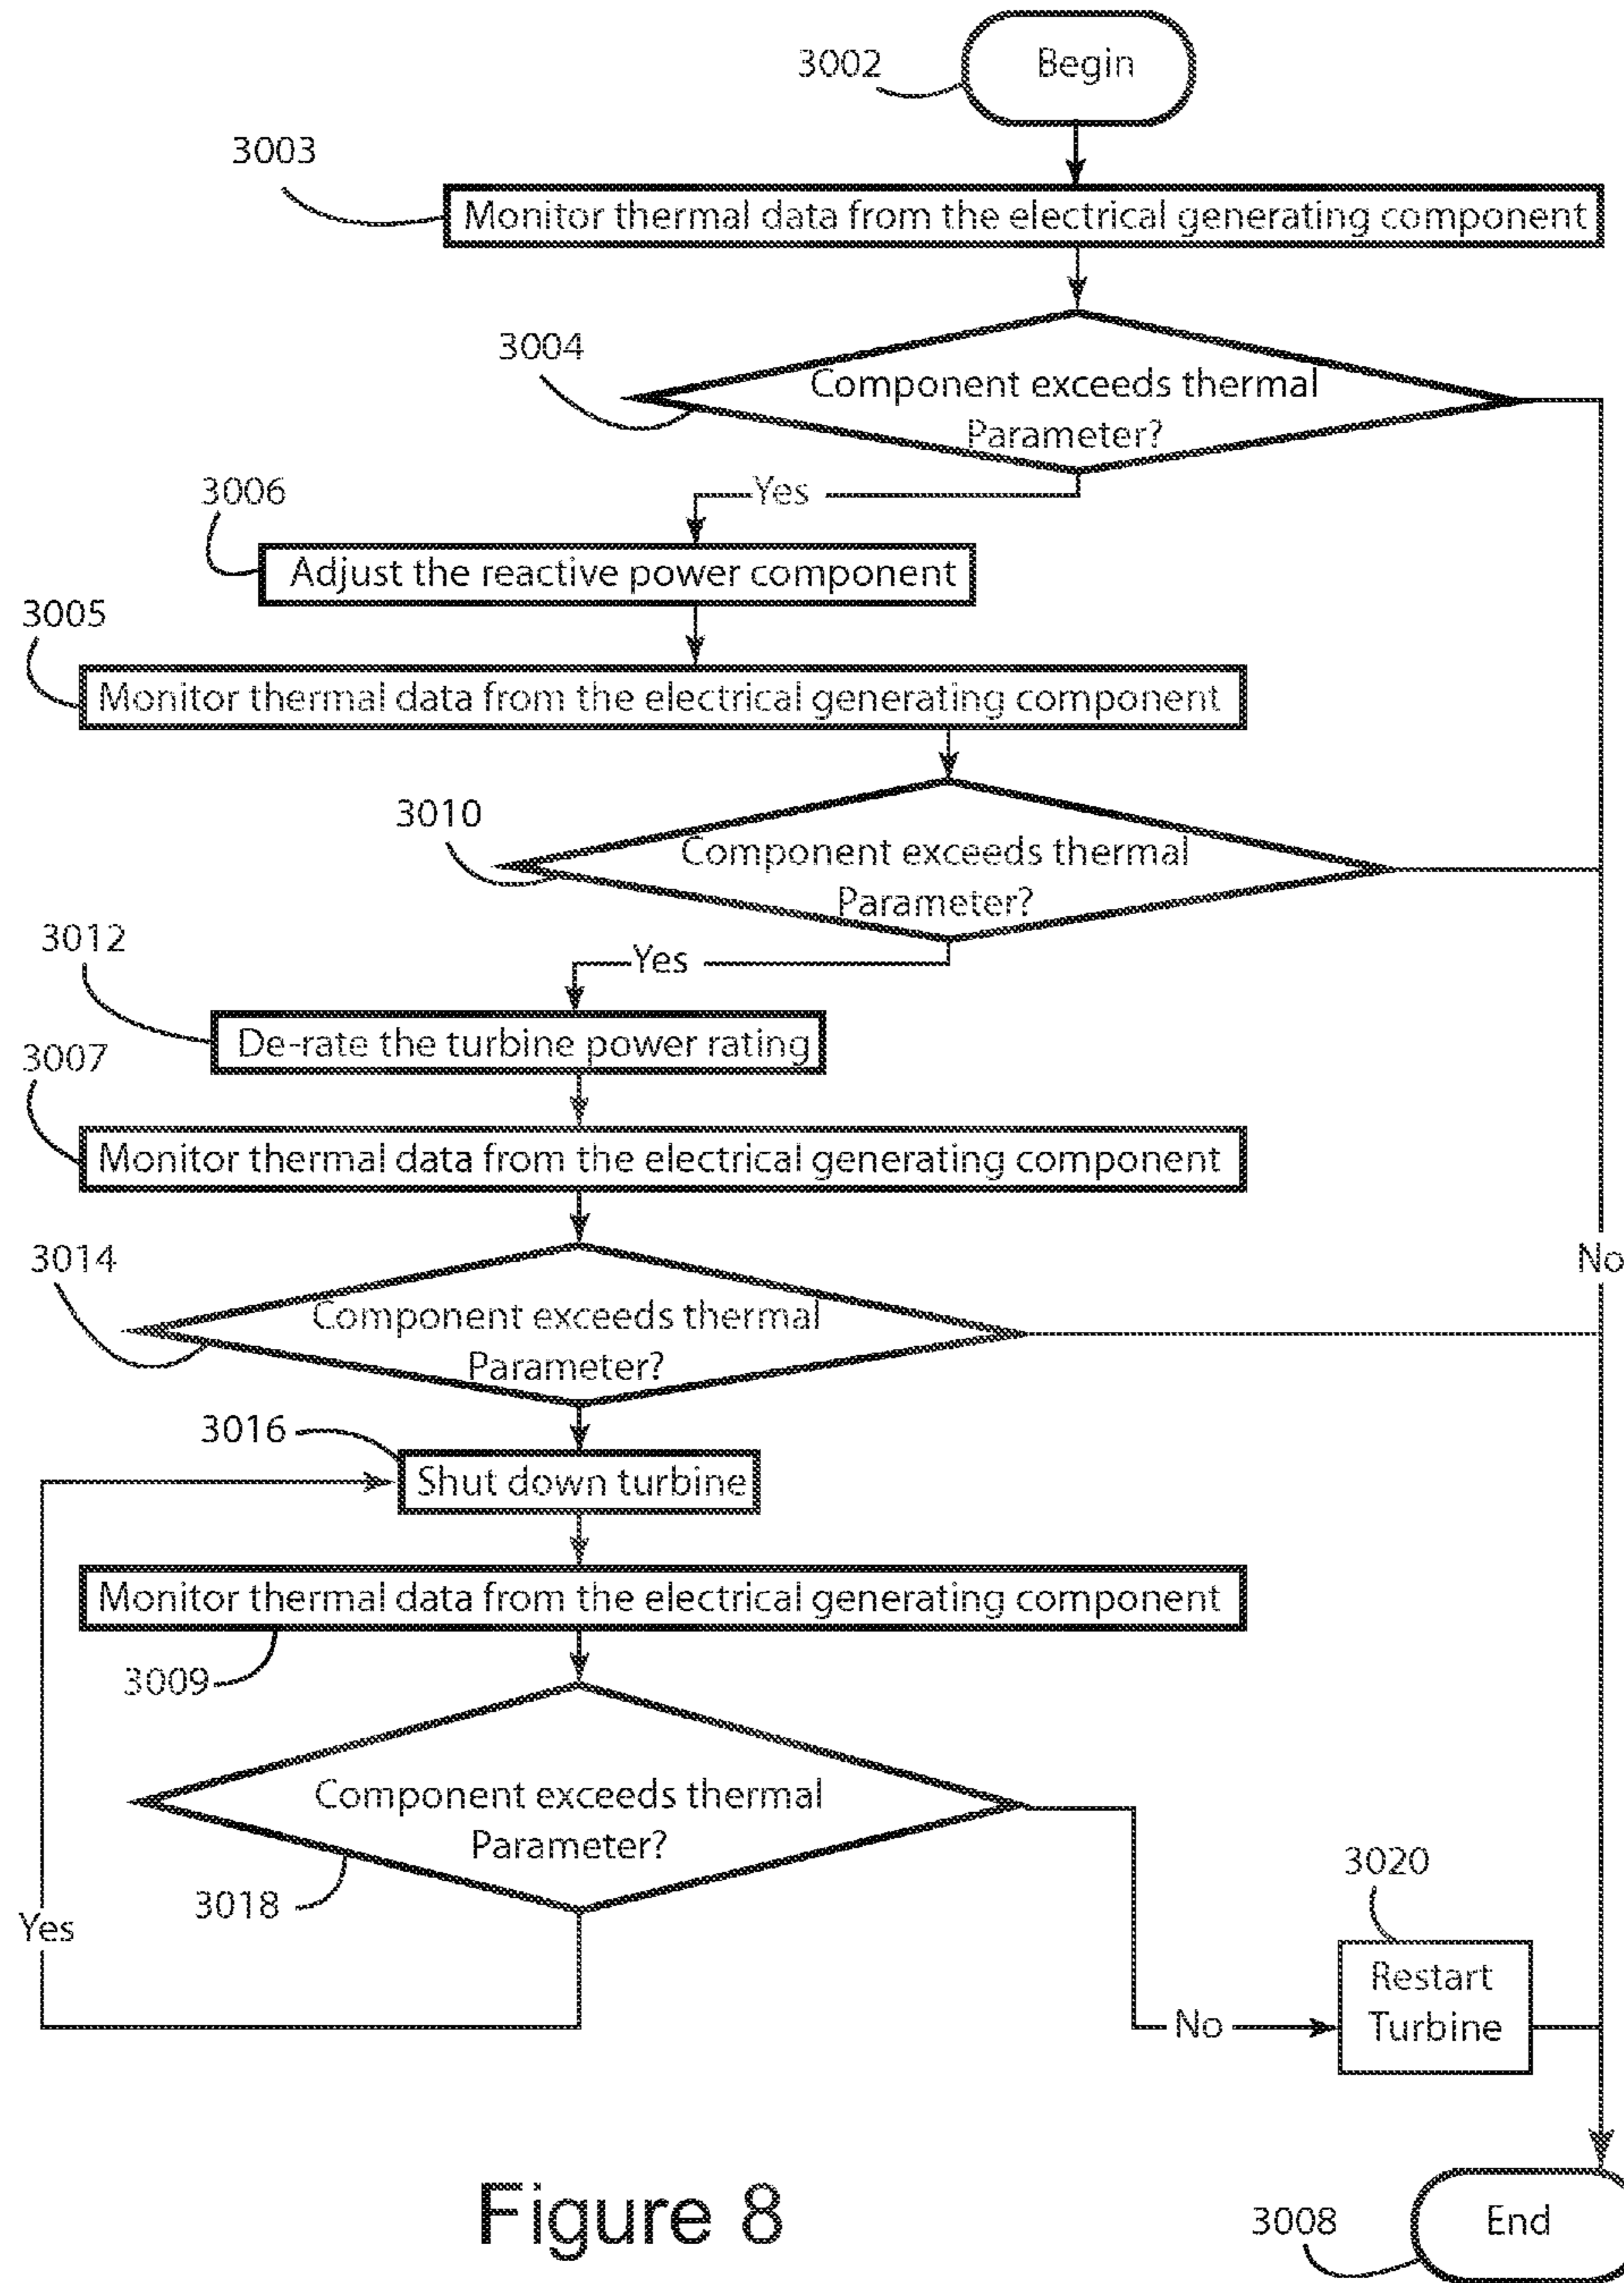 3002
Begin
3003
Monitor thermal data from the electrical generating component
3004
Component exceeds thermal
Parameter?
Yes
3006
Adjust the reactive power component
3005
Monitor thermal data from the electrical generating component
3010
Component exceeds thermal
Parameter?
Yes
3012
De-rate the turbine power rating
3007
Monitor thermal data from the electrical generating component
No
3014
Component exceeds thermal
Parameter?
3016
Shut down turbine
Monitor thermal data from the electrical generating component
3009
Component exceeds thermal
Parameter?
3018
Yes
3020
Restart
Turbine
No
Figure 8
3008
End